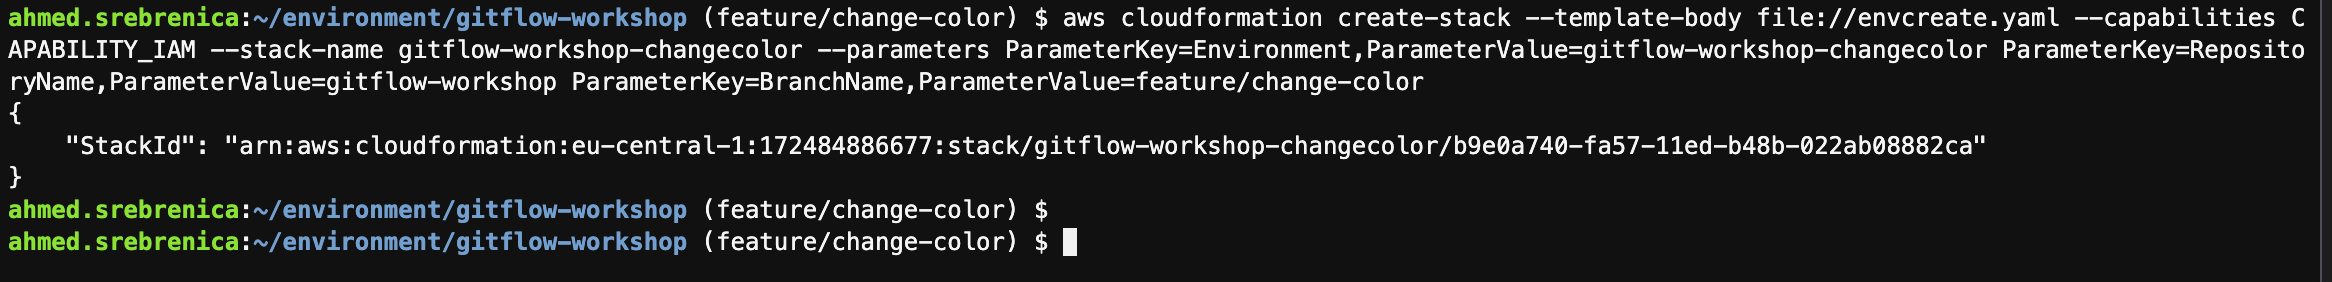 ahmed.srebrenica:~/environment/gitflow-workshop (feature/change-color) $ aws cloudformation create-stack --template-body file://envcreate.yaml --capabilities C
APABILITY_IAM --stack-name gitflow-workshop-changecolor --parameters ParameterKey=Environment,ParameterValue=gitflow-workshop-changecolor ParameterKey=Reposito
ryName,ParameterValue=gitflow-workshop ParameterKey=BranchName,ParameterValue=feature/change-color
{
    "StackId": "arn:aws:cloudformation:eu-central-1:172484886677:stack/gitflow-workshop-changecolor/b9e0a740-fa57-11ed-b48b-022ab08882ca"
}
ahmed.srebrenica:~/environment/gitflow-workshop (feature/change-color) $
ahmed.srebrenica:~/environment/gitflow-workshop (feature/change-color) $